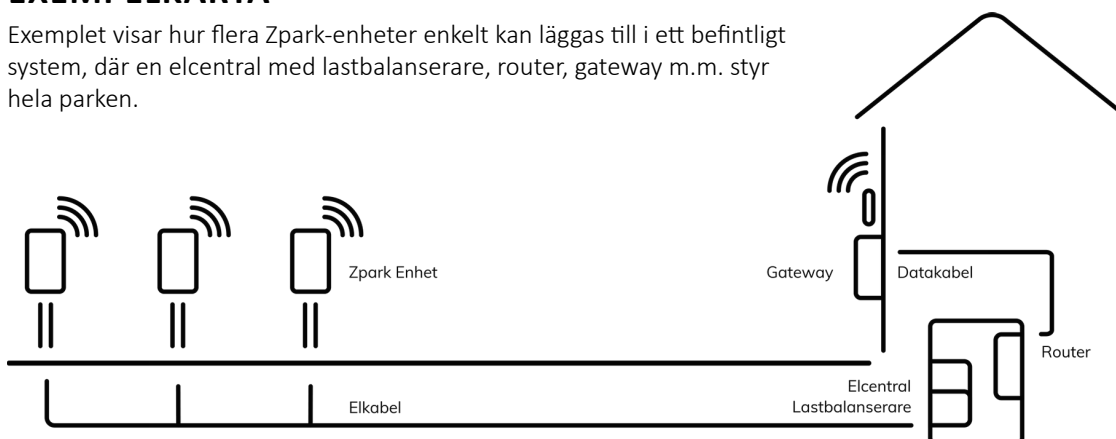 EXEMPELKARTA
Exemplet visar hur flera Zpark-enheter enkelt kan läggas till i ett befintligt
system, där en elcentral med lastbalanserare, router, gateway m.m. styr
hela parken.
Zpark Enhet
Gateway
Datakabel
Router
Elcentral
Lastbalanserare
Elkabel